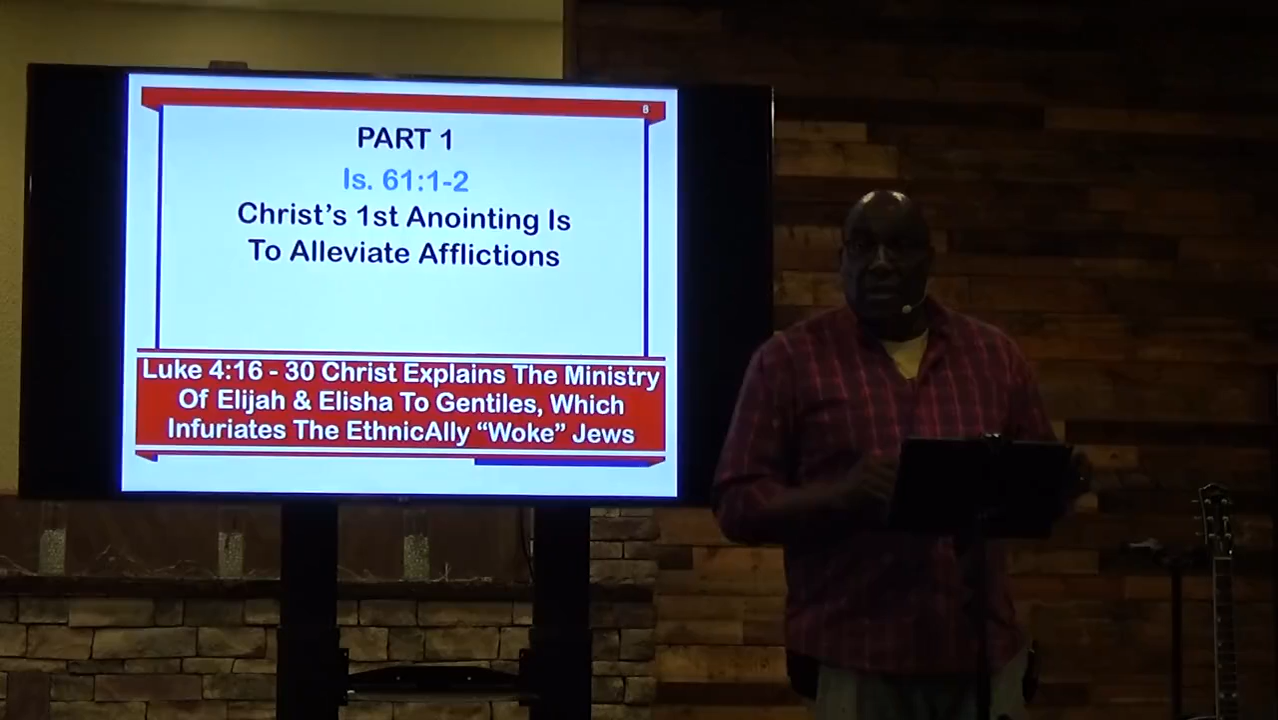 8
PART 1
Is. 61:1-2
Christ's 1st Anointing Is
To Alleviate Afflictions
Luke 4:16 - 30 Christ Explains The Ministry
Of Elijah & Elisha To Gentiles, Which
Infuriates The EthnicAlly “Woke” Jews